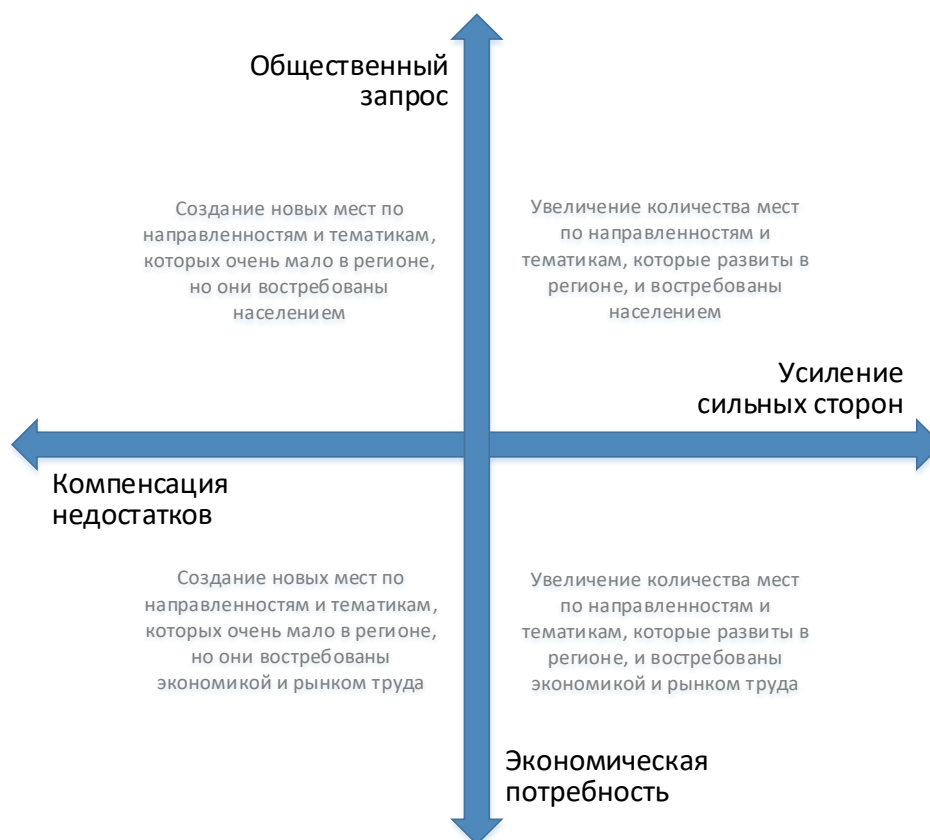 Общественный
запрос
Создание новых мест по
направленностям и тематикам,
которых очень мало в регионе,
но они востребованы
населением
Увеличение количества мест
по направленностям и
тематикам, которые развиты в
регионе, и востребованы
населением
Усиление
сильных сторон
Компенсация
недостатков
Создание новых мест по
направленностям и тематикам,
которых очень мало в регионе,
но они востребованы
экономикой и рынком труда
Увеличение количества мест
по направленностям и
тематикам, которые развиты в
регионе, и востребованы
экономикой и рынком труда
Экономическая
потребность